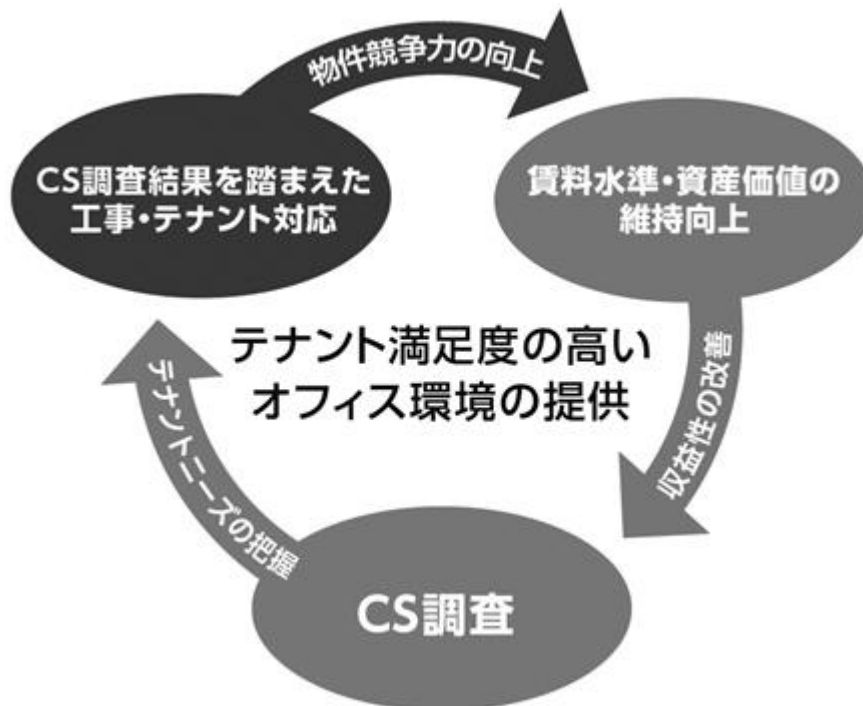 物件競争力の向上
CS調査結果を踏まえた
工事・テナント対応
賃料水準・資産価値の
維持向上
テナント満足度の高い
オフィス環境の提供
収益性の改善
テナントニーズの把握
CS調査